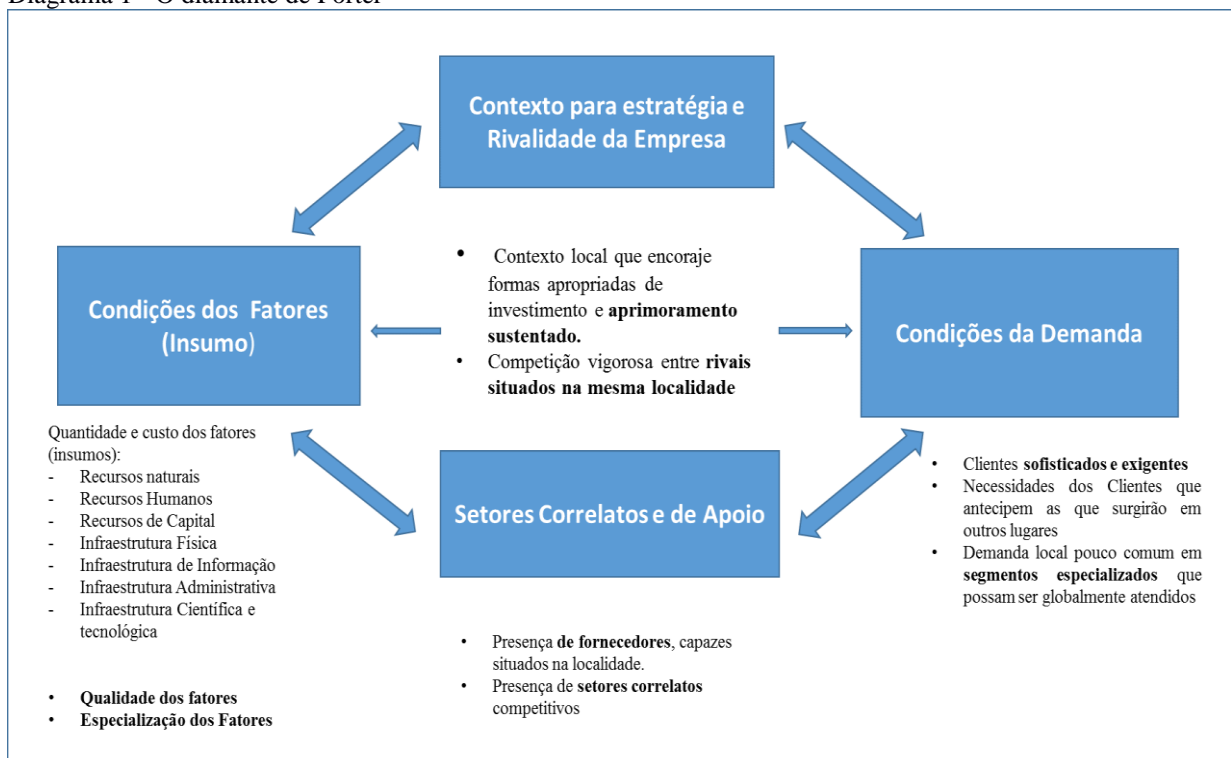 Diagrama 1 - O diamante de Porter
Contexto para estratégia e
Rivalidade da Empresa
Condições dos Fatores
(Insumo)
• Contexto local que encoraje
formas apropriadas de
investimento e aprimoramento
sustentado.
• Competição vigorosa entre rivais
situados na mesma localidade
Condições da Demanda
Quantidade e custo dos fatores
(insumos):
- Recursos naturais
- Recursos Humanos
- Recursos de Capital
- Infraestrutura Física
- Infraestrutura de Informação
- Infraestrutura Administrativa
- Infraestrutura Científica e
tecnológica
• Qualidade dos fatores
• Especialização dos Fatores
Setores Correlatos e de Apoio
• Presença de fornecedores, capazes
situados na localidade.
• Presença de setores correlatos
competitivos
• Clientes sofisticados e exigentes
• Necessidades dos Clientes que
antecipem as que surgirão em
outros lugares
• Demanda local pouco comum em
segmentos especializados que
possam ser globalmente atendidos